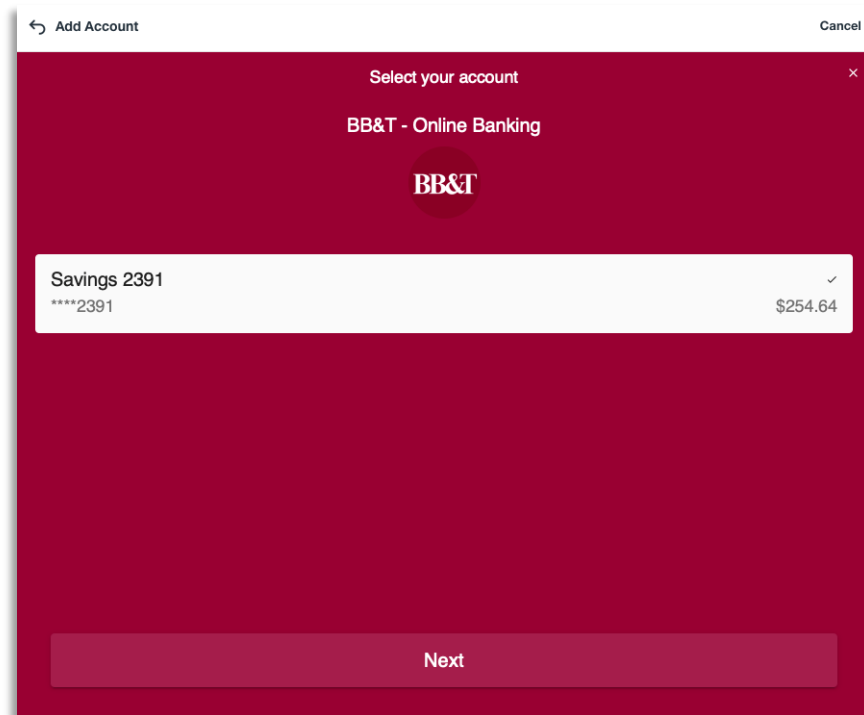 Add Account
Cancel
Select your account
BB&T - Online Banking
BB&T
Savings 2391
****2391
$254.64
Next